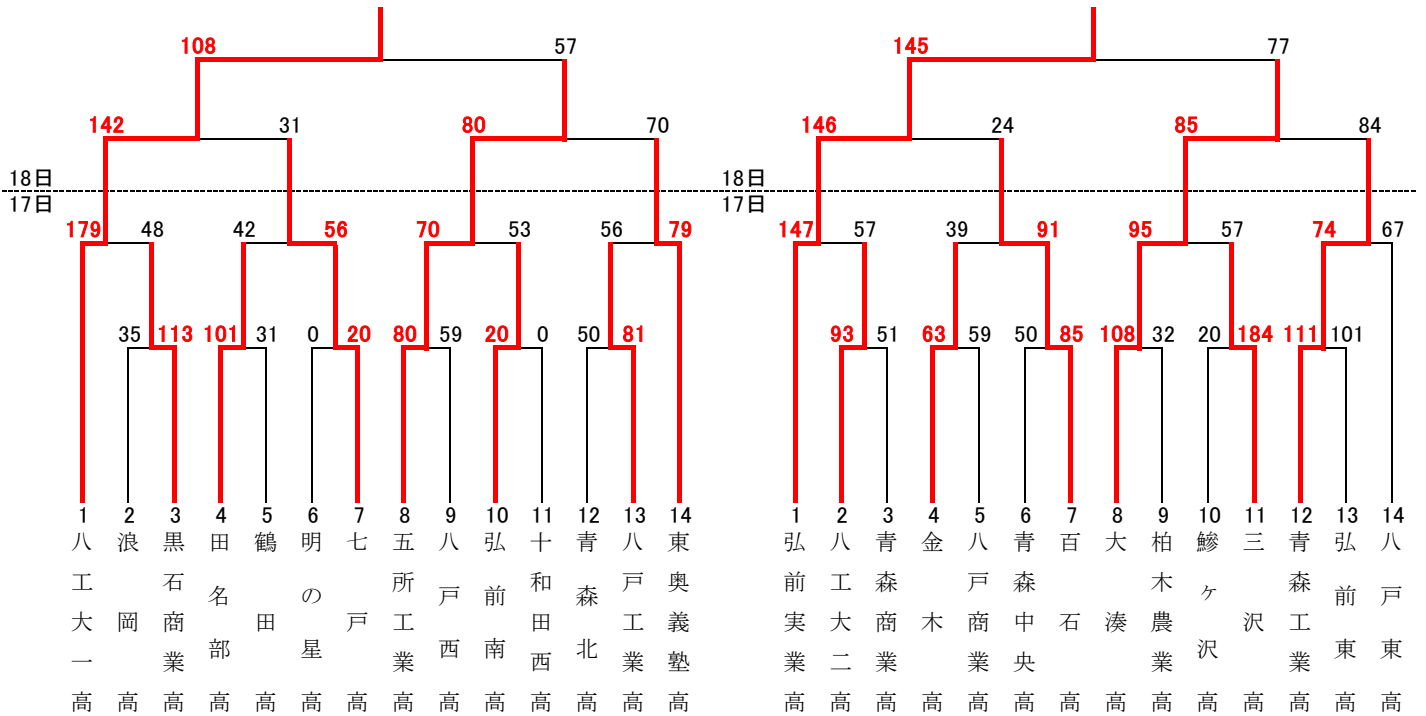 108 57 145 77
142 31 80 70 146 24 85 84
18日 18日
17日 17日
179 48 42 56 70 53 56 79 147 57 39 91 95 57 74 67
35 113 101 31 0 20 80 59 20 0 50 81 93 51 63 59 50 85 108 32 20 184 111 101
1 2 3 4 5 6 7 8 9 10 11 12 13 14 1 2 3 4 5 6 7 8 9 10 11 12 13 14
八工大一高
浪岡高
黒石商業高
田名部高
鶴田高
明の星高
七戸高
五所工業高
八戸西高
弘前南高
十和田西高
青森北高
八戸工業高
東奥義塾高
弘前実業高
八工大二高
青森商業高
金木高
八戸商業高
青森中央高
百石高
大湊高
柏木農業高
鰺ヶ沢高
三沢高
青森工業高
弘前東高
八戸東高